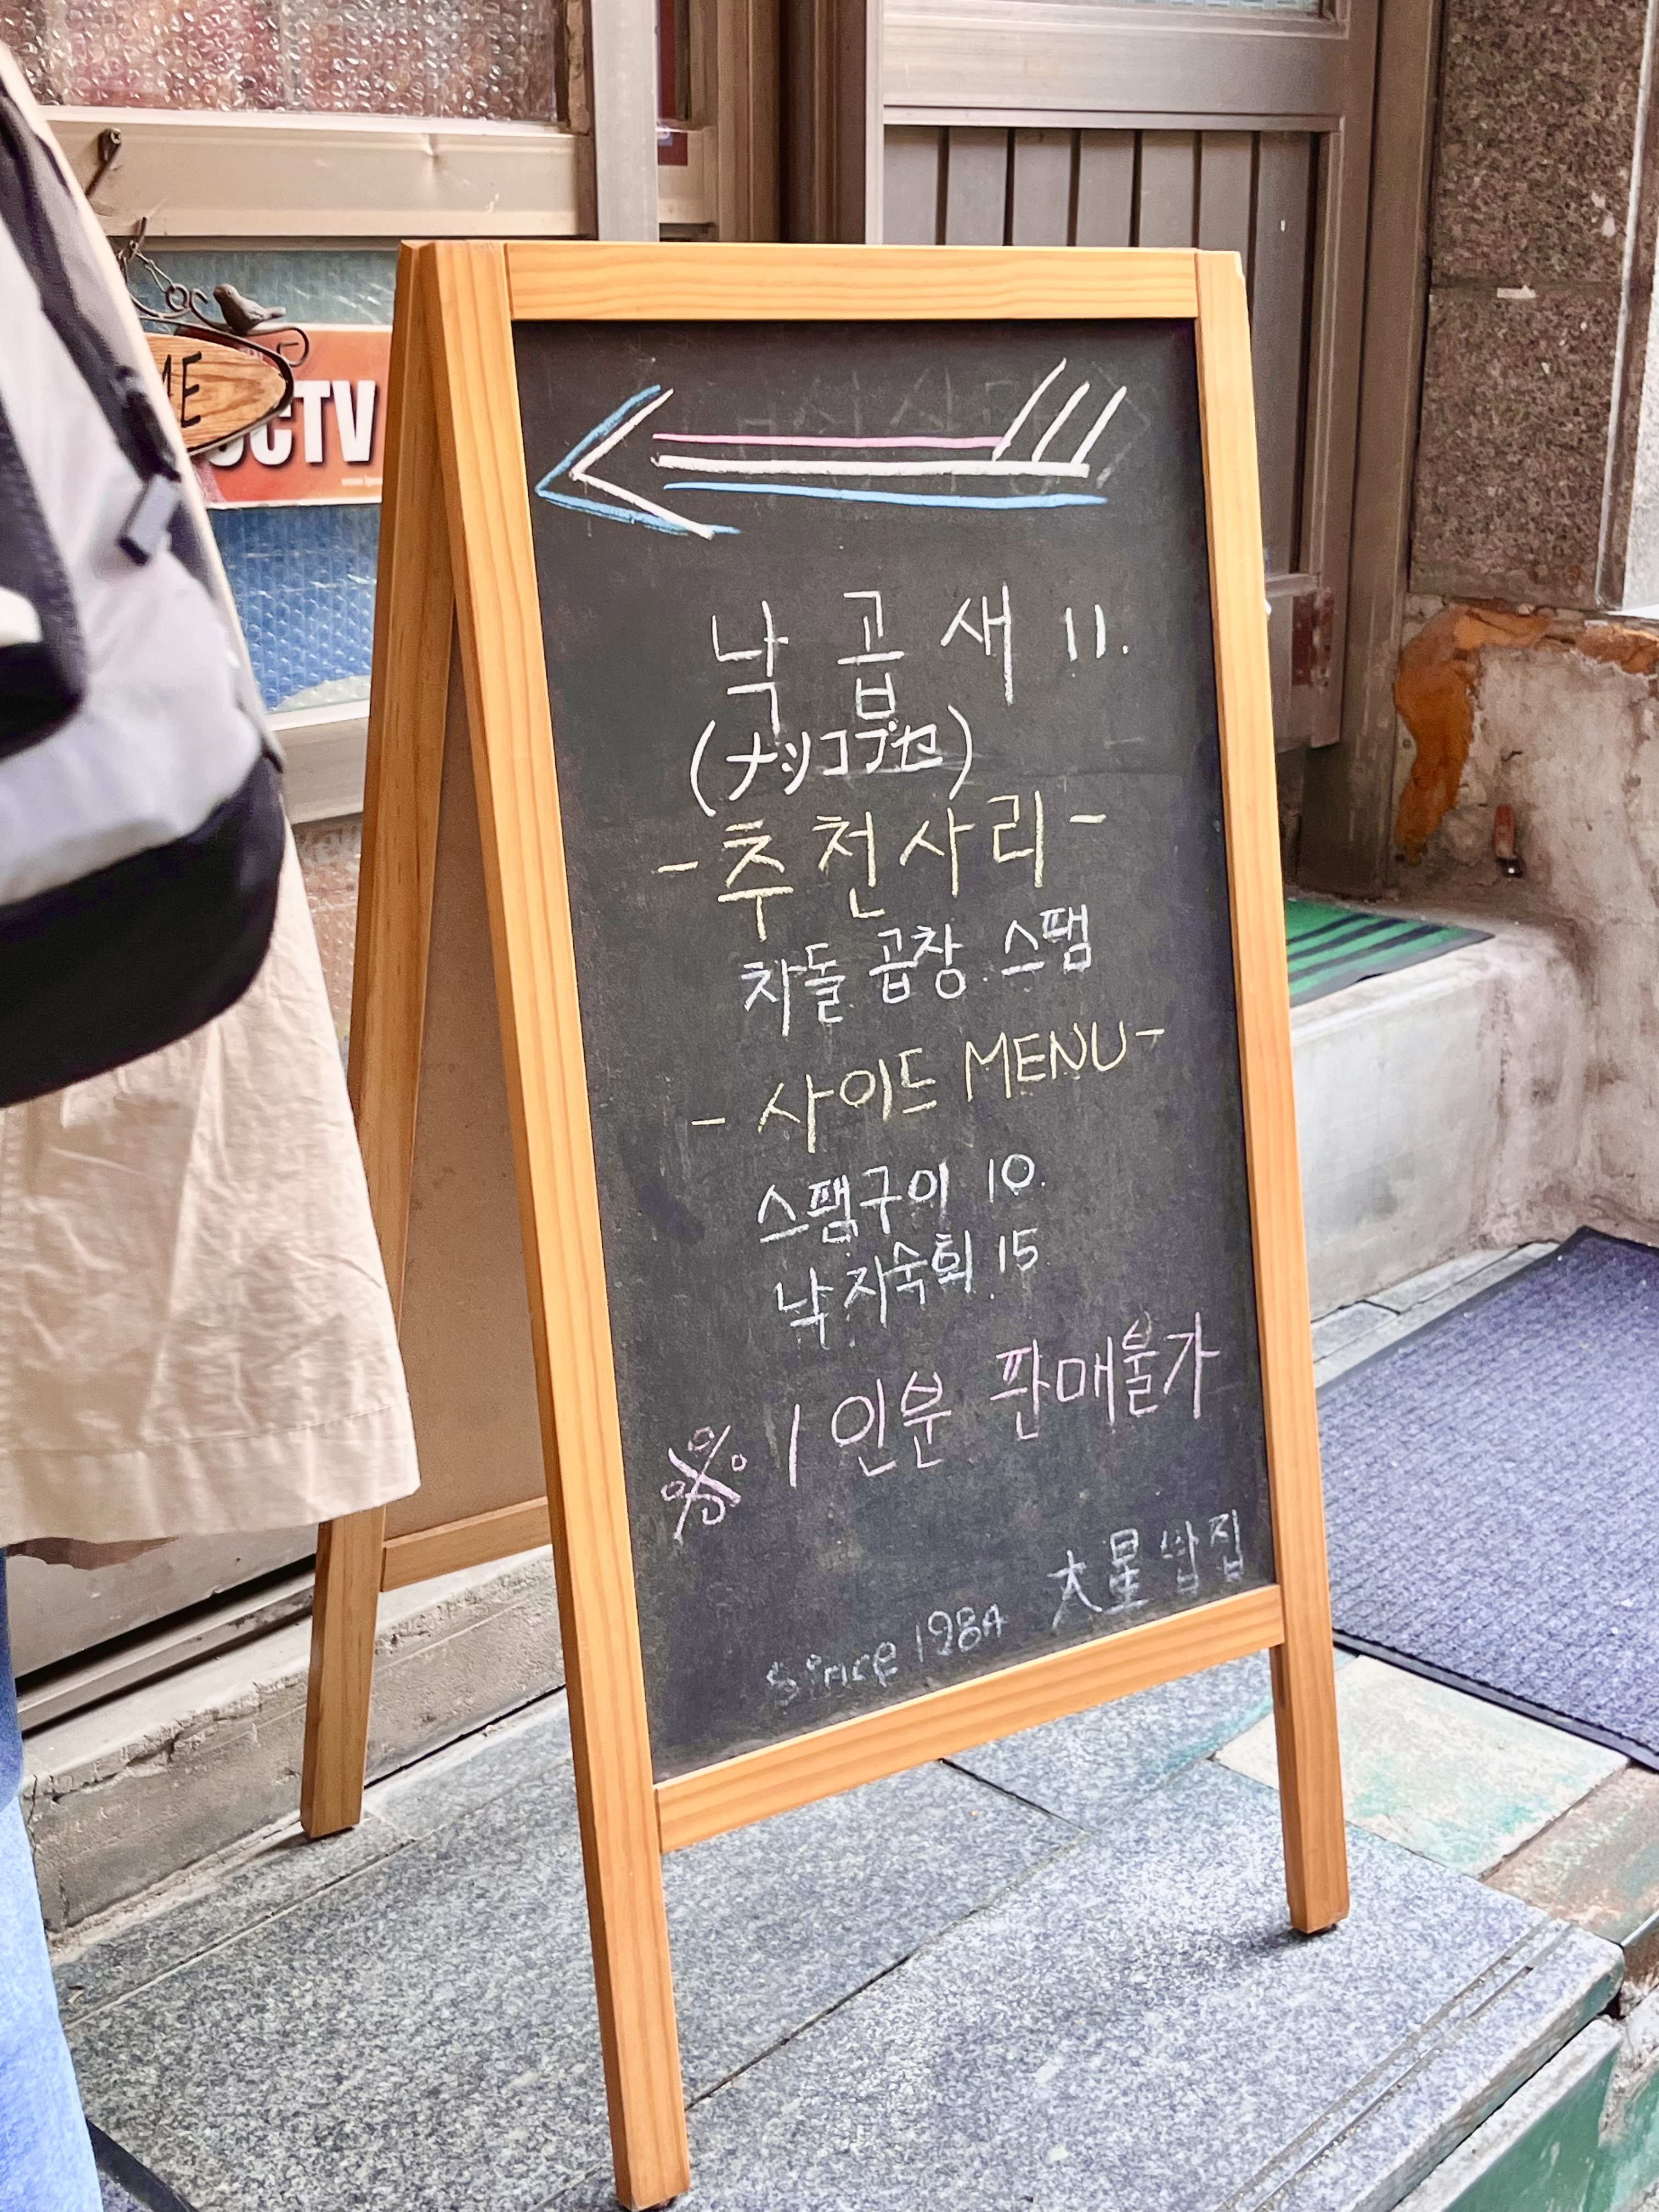 낙곱새 11.
(ナッコプセ)
-추천사리-
차돌 곱창 스팸
-사이드 MENU-
스팸구이 10.
낙지숙회 15
※ 1인분 판매불가
since 1984 大星쌉집
CCTV